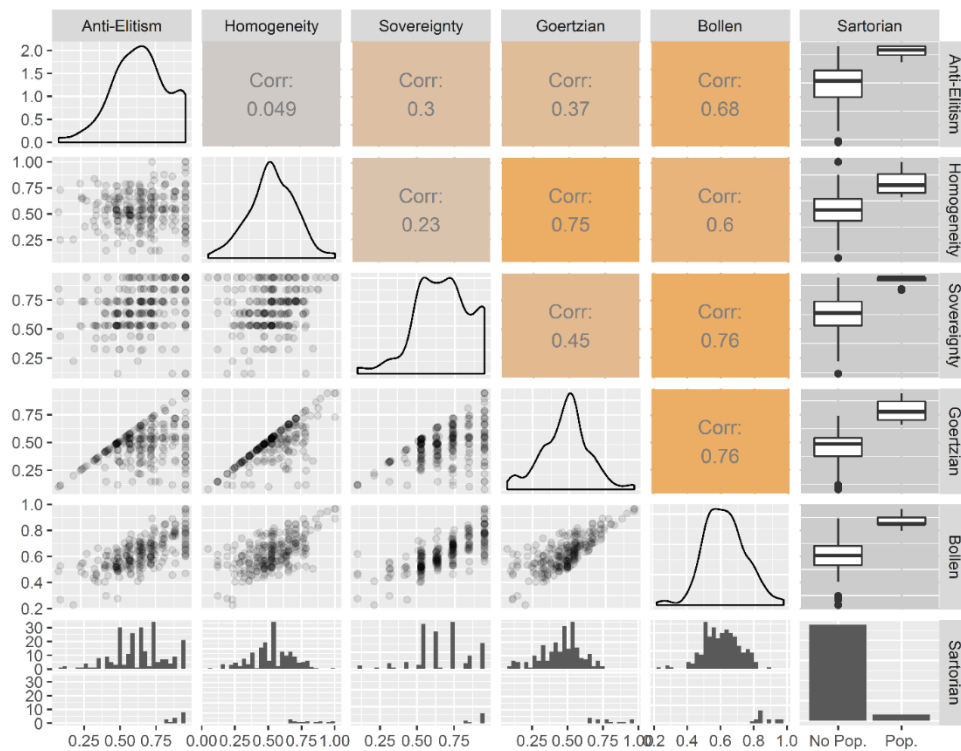 Anti-Elitism Homogeneity Sovereignty Goertzian Bollen Sartorian
2.0
1.5
1.0
0.5
0.0
Corr:
0.049
Corr:
0.3
Corr:
0.37
Corr:
0.68
Anti-Elitism
1.00
0.75
0.50
0.25
Corr:
0.23
Corr:
0.75
Corr:
0.6
Homogeneity
0.75
0.50
0.25
Corr:
0.45
Corr:
0.76
Sovereignty
0.75
0.50
0.25
Corr:
0.76
Goertzian
1.0
0.8
0.6
0.4
0.2
Bollen
30
20
10
0
30
20
10
0
Sartorian
0.25 0.50 0.75 0.00 0.25 0.50 0.75 1.00 0.25 0.50 0.75 0.25 0.50 0.75 1.00 0.2 0.4 0.6 0.8 1.0 No Pop. Pop.